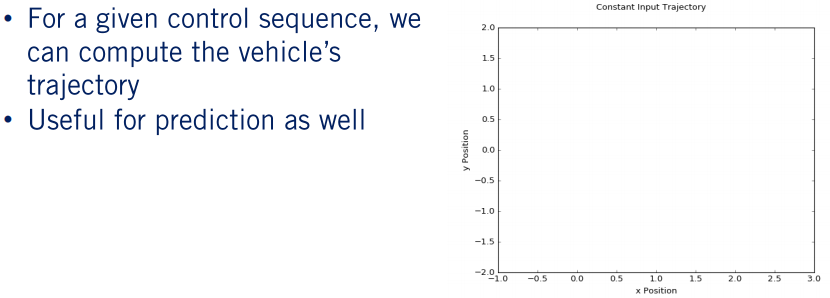 • For a given control sequence, we
can compute the vehicle's
trajectory
• Useful for prediction as well
Constant Input Trajectory
2.0
1.5
1.0
0.5
0.0
−0.5
−1.0
−1.5
−2.0
y Position
−1.0 −0.5 0.0 0.5 1.0 1.5 2.0 2.5 3.0
x Position